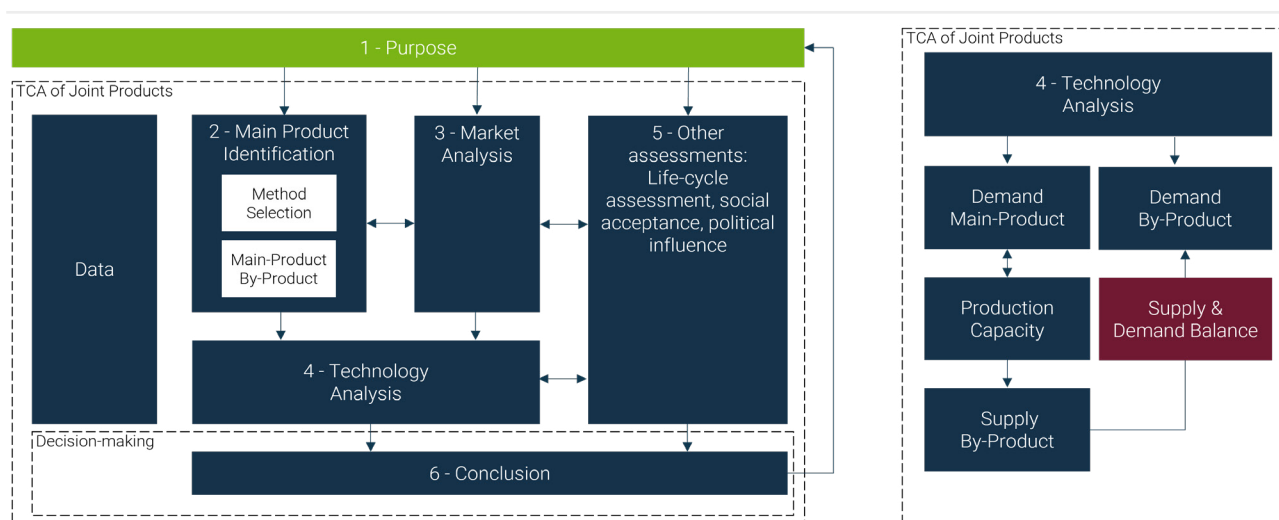 1 - Purpose
TCA of Joint Products
Data
2 - Main Product
Identification
Method
Selection
Main-Product
By-Product
3 - Market
Analysis
5 - Other
assessments:
Life-cycle
assessment, social
acceptance, political
influence
4 - Technology
Analysis
Decision-making
6 - Conclusion
TCA of Joint Products
4 - Technology
Analysis
Demand
Main-Product
Demand
By-Product
Production
Capacity
Supply &
Demand Balance
Supply
By-Product